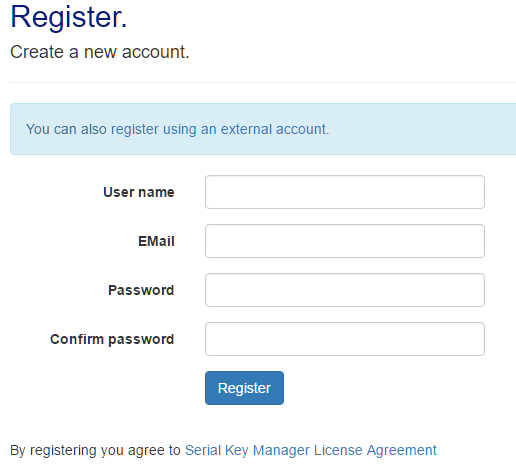 Register.
Create a new account.
You can also register using an external account.
User name
EMail
Password
Confirm password
Register
By registering you agree to Serial Key Manager License Agreement